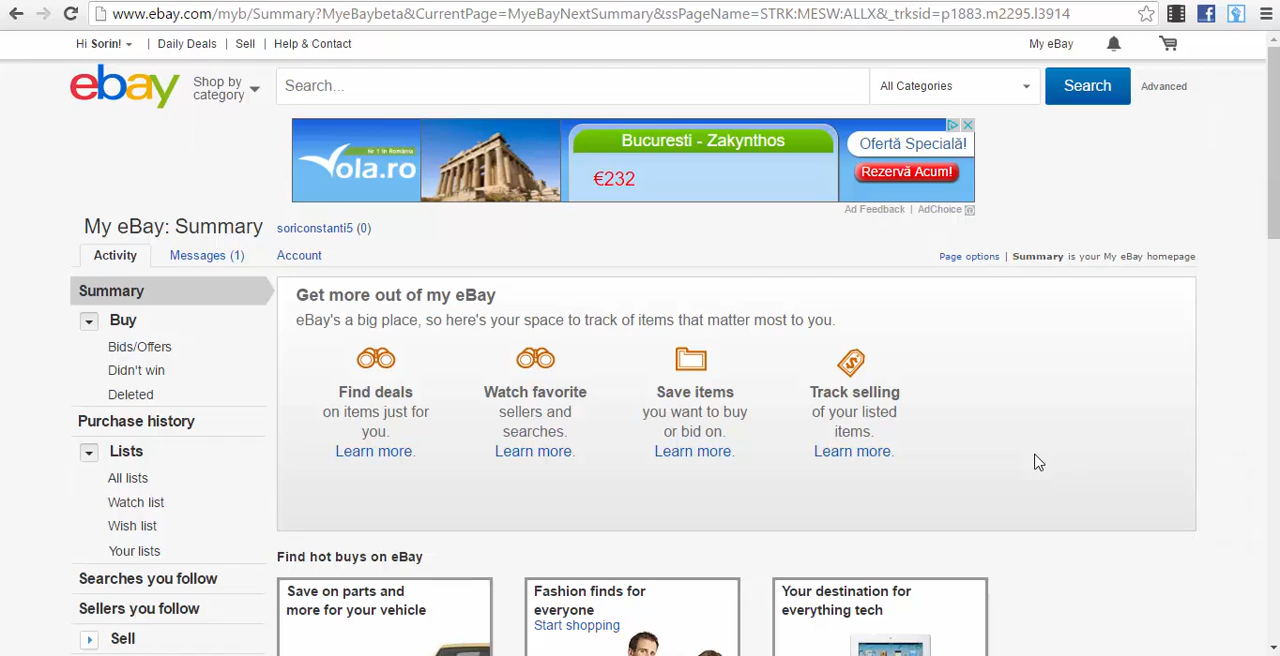 www.ebay.com/myb/Summary?MyeBaybeta&CurrentPage=MyeBayNextSummary&ssPageName=STRK:MESW:ALLX&_trksid=p1883.m2295.l3914
Hi Sorin! | Daily Deals | Sell | Help & Contact My eBay
ebay Shop by category Search... All Categories Search Advanced
Nr 1 în România
Vola.ro
Bucuresti - Zakynthos
€232
Ofertă Specială!
Rezervă Acum!
Ad Feedback | AdChoice
My eBay: Summary soriconstanti5 (0)
Activity Messages (1) Account Page options | Summary is your My eBay homepage
Summary
Buy
Bids/Offers
Didn't win
Deleted
Purchase history
Lists
All lists
Watch list
Wish list
Your lists
Searches you follow
Sellers you follow
Sell
Get more out of my eBay
eBay's a big place, so here's your space to track of items that matter most to you.
Find deals
on items just for
you.
Learn more.
Watch favorite
sellers and
searches.
Learn more.
Save items
you want to buy
or bid on.
Learn more.
Track selling
of your listed
items.
Learn more.
Find hot buys on eBay
Save on parts and
more for your vehicle
Fashion finds for
everyone
Start shopping
Your destination for
everything tech